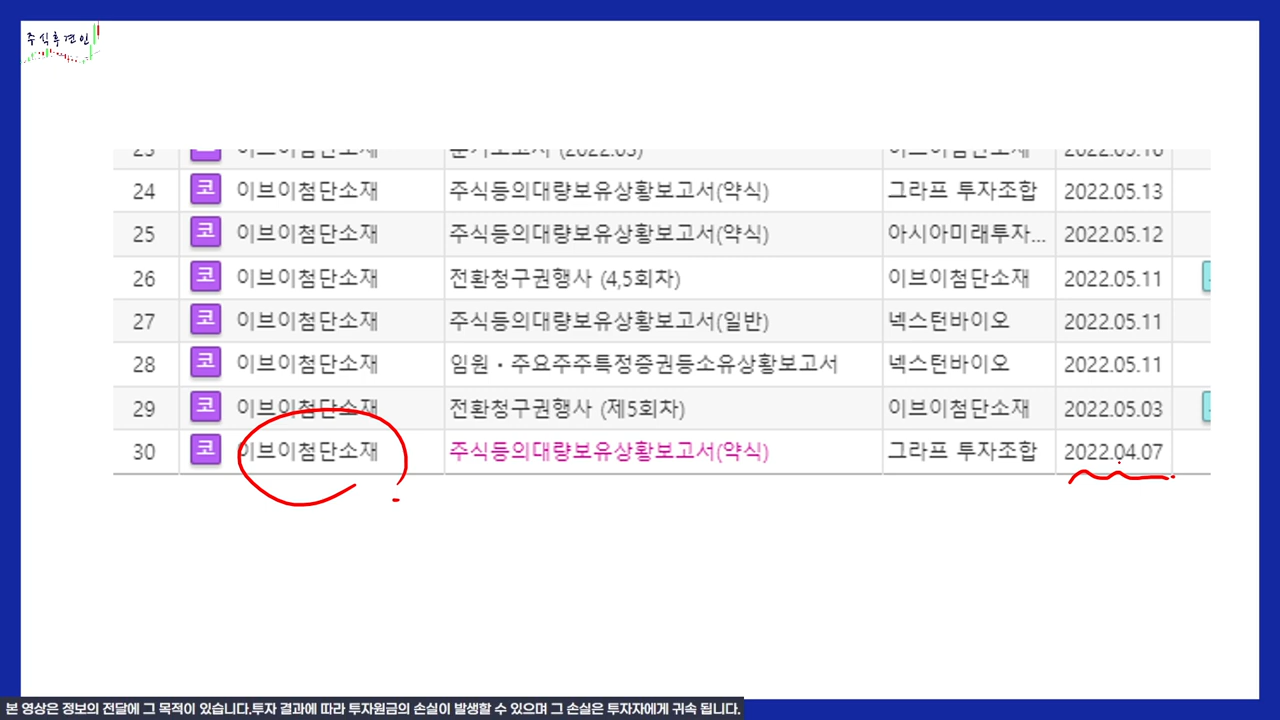 주식후견인
24 코 이브이첨단소재 주식등의대량보유상황보고서(약식) 그라프 투자조합 2022.05.13
25 코 이브이첨단소재 주식등의대량보유상황보고서(약식) 아시아미래투자... 2022.05.12
26 코 이브이첨단소재 전환청구권행사 (4,5회차) 이브이첨단소재 2022.05.11
27 코 이브이첨단소재 주식등의대량보유상황보고서(일반) 넥스턴바이오 2022.05.11
28 코 이브이첨단소재 임원ㆍ주요주주특정증권등소유상황보고서 넥스턴바이오 2022.05.11
29 코 이브이첨단소재 전환청구권행사 (제5회차) 이브이첨단소재 2022.05.03
30 코 이브이첨단소재 주식등의대량보유상황보고서(약식) 그라프 투자조합 2022.04.07
본 영상은 정보의 전달에 그 목적이 있습니다.투자 결과에 따라 투자원금의 손실이 발생할 수 있으며 그 손실은 투자자에게 귀속 됩니다.